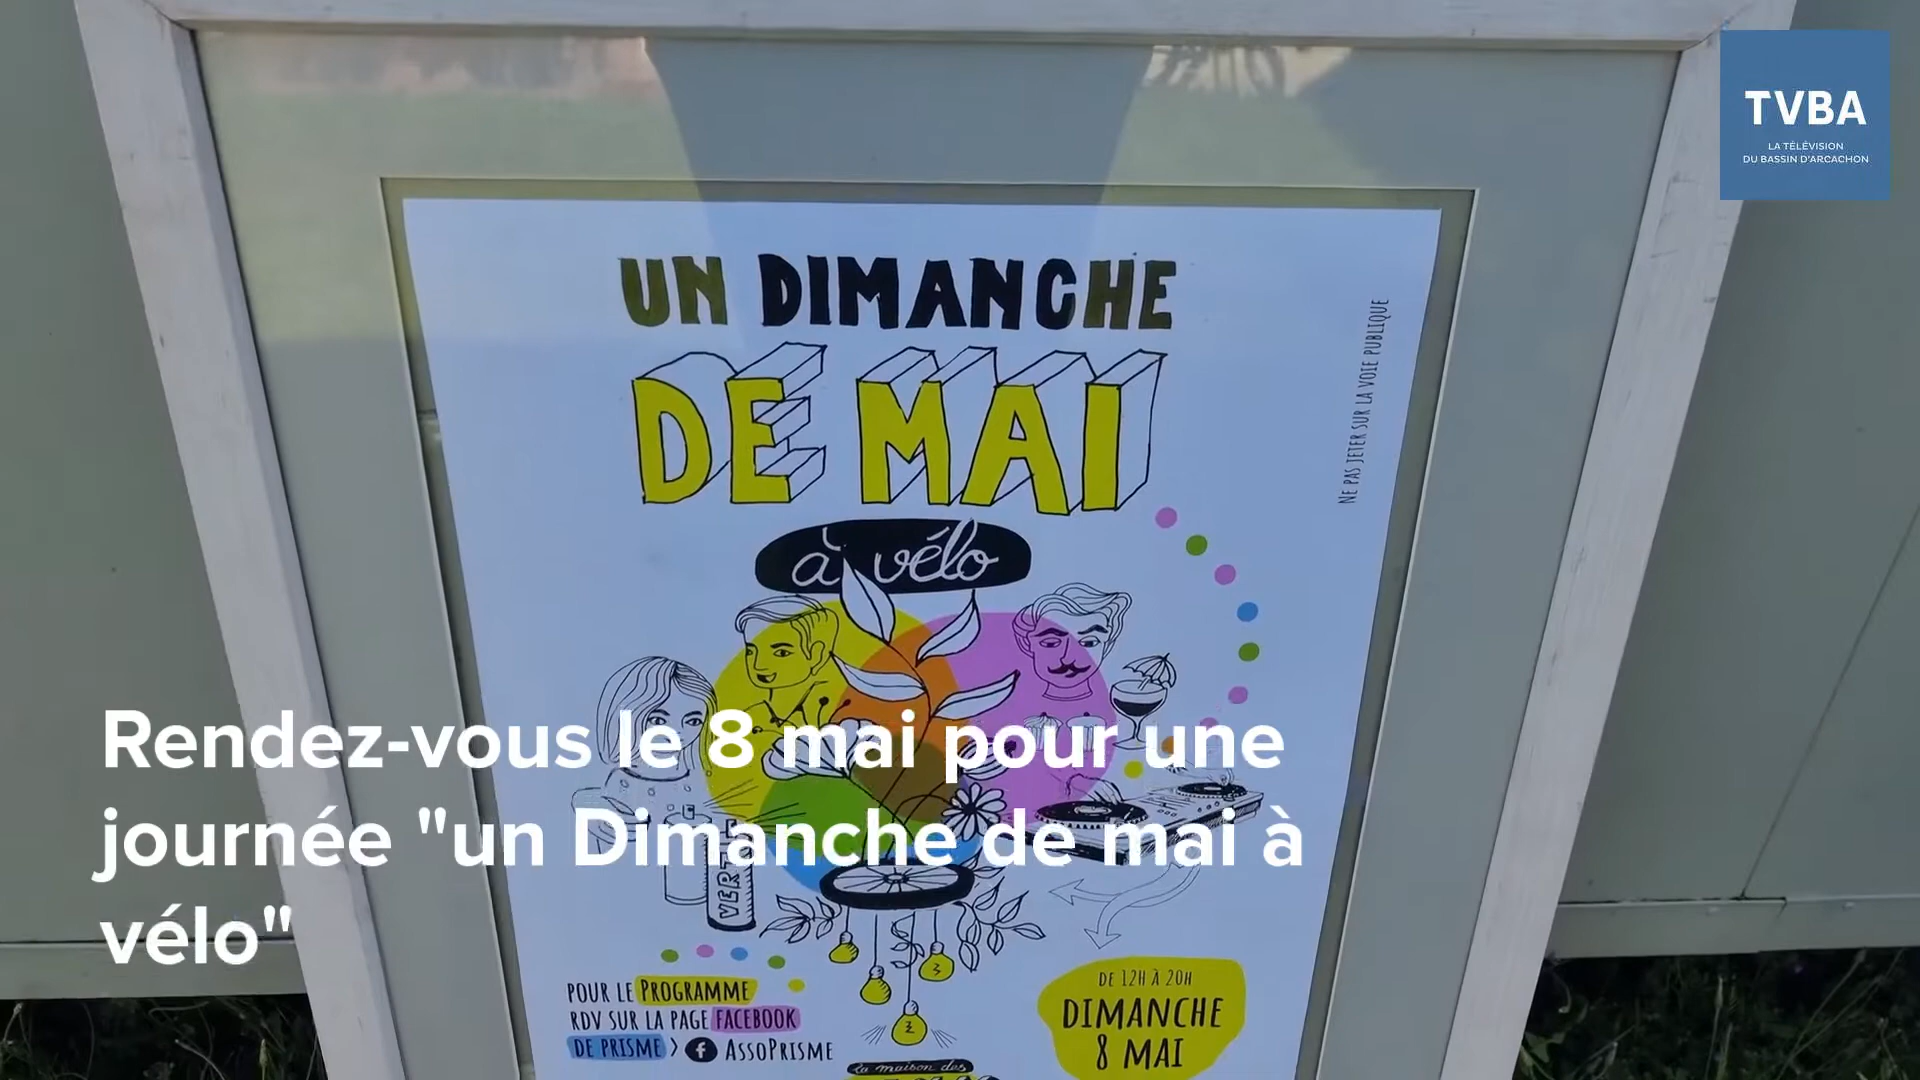 TVBA
LA TÉLÉVISION
DU BASSIN D'ARCACHON
UN DIMANCHE
DE MAI
à vélo
NE PAS JETER SUR LA VOIE PUBLIQUE
Rendez-vous le 8 mai pour une
journée "un Dimanche de mai à
vélo"
POUR LE PROGRAMME
RDV SUR LA PAGE FACEBOOK
DE PRISME > f ASSOPRISME
DE 12H À 20H
DIMANCHE
8 MAI
la maison des